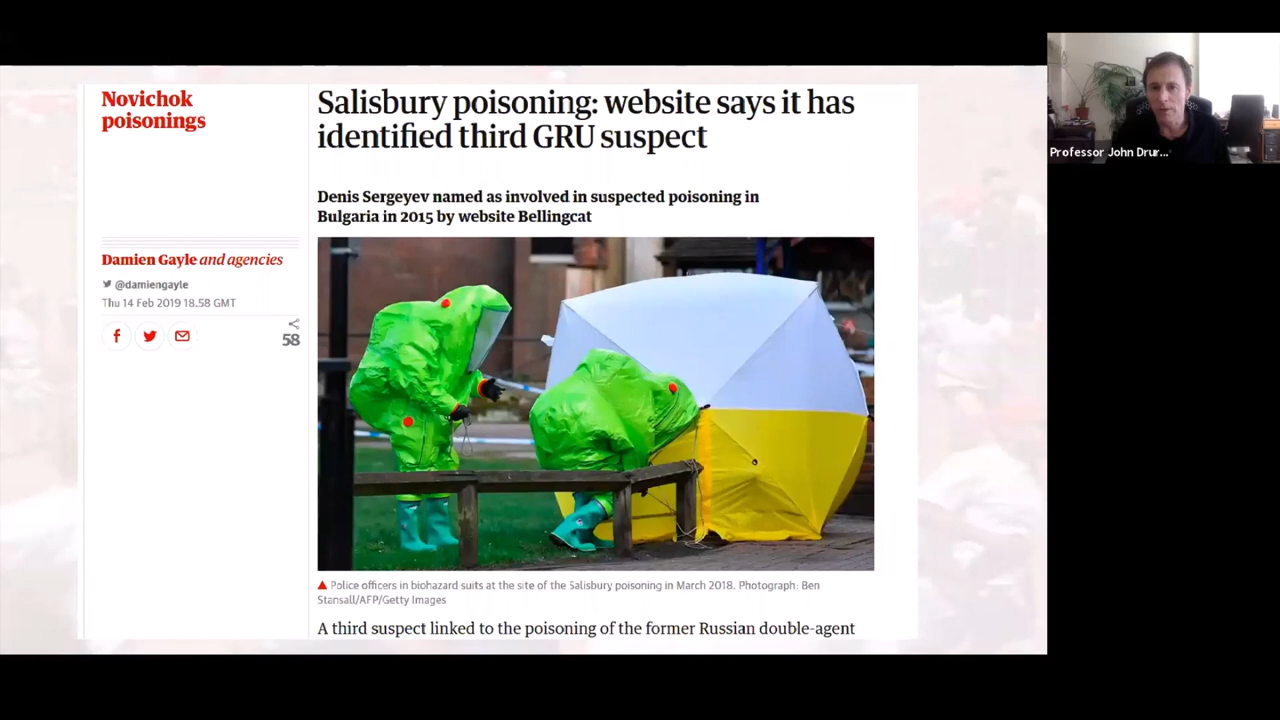 Novichok
poisonings
Salisbury poisoning: website says it has
identified third GRU suspect
Denis Sergeyev named as involved in suspected poisoning in
Bulgaria in 2015 by website Bellingcat
Damien Gayle and agencies
@damiengayle
Thu 14 Feb 2019 18.58 GMT
58
Police officers in biohazard suits at the site of the Salisbury poisoning in March 2018. Photograph: Ben
Stansall/AFP/Getty Images
A third suspect linked to the poisoning of the former Russian double-agent
Professor John Drur...